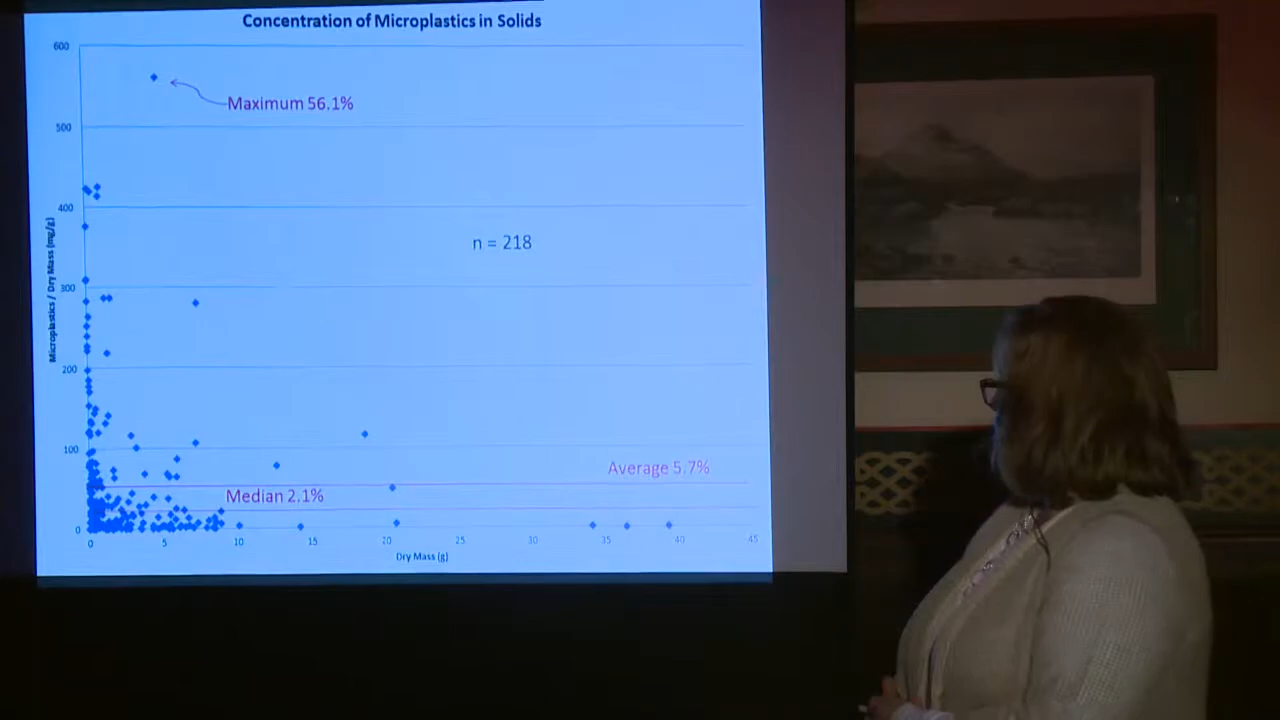 Concentration of Microplastics in Solids
600
Maximum 56.1%
500
400
n = 218
Microplastics / Dry Mass (mg/g)
300
200
100
Average 5.7%
Median 2.1%
0
0 5 10 15 20 25 30 35 40 45
Dry Mass (g)